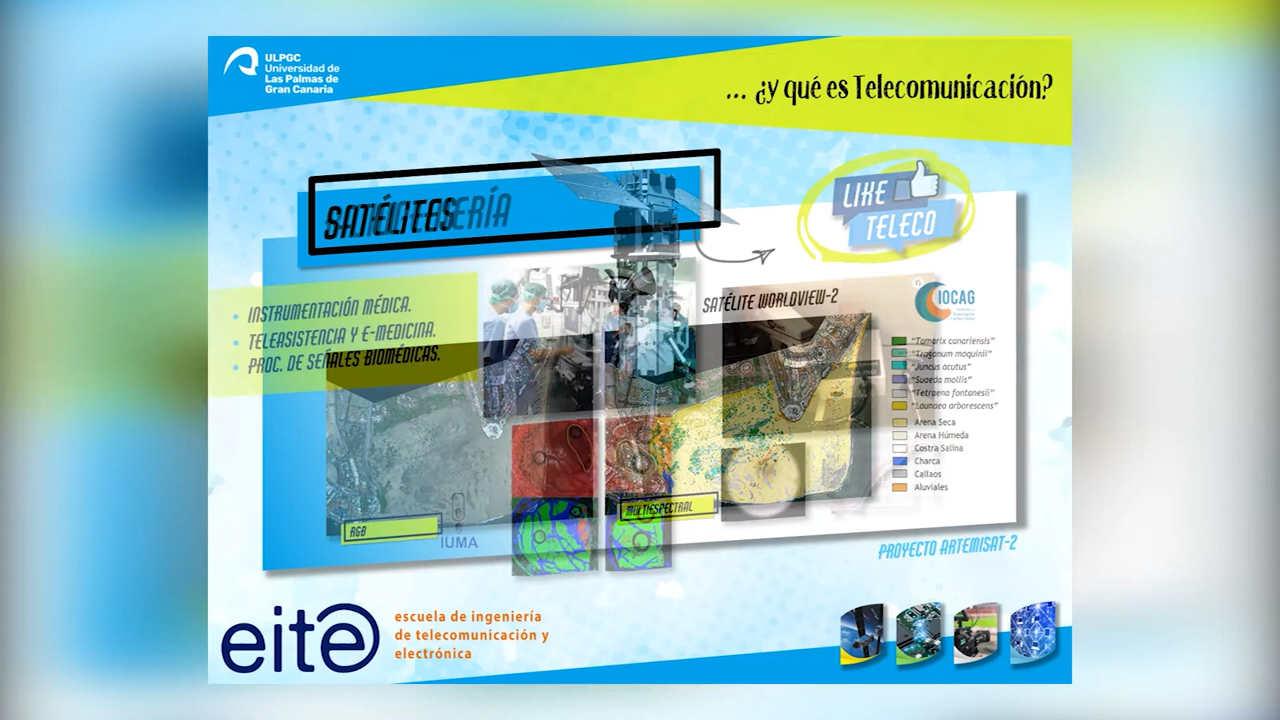 ULPGC
Universidad de
Las Palmas de
Gran Canaria
... ¿y qué es Telecomunicación?
SATÉLITES
LIKE
TELECO
INSTRUMENTACIÓN MÉDICA.
TELEASISTENCIA Y E-MEDICINA.
PROC. DE SEÑALES BIOMÉDICAS.
SATÉLITE WORLDVIEW-2
IOCAG
"Tamarix canariensis"
"Traganum moquinii"
"Juncus acutus"
"Suaeda mollis"
"Tetraena fontanesii"
"Launaea arborescens"
Arena Seca
Arena Húmeda
Costra Salina
Charca
Callaos
Aluviales
RGB
MULTIESPECTRAL
IUMA
PROYECTO ARTEMISAT-2
eite
escuela de ingeniería
de telecomunicación y
electrónica